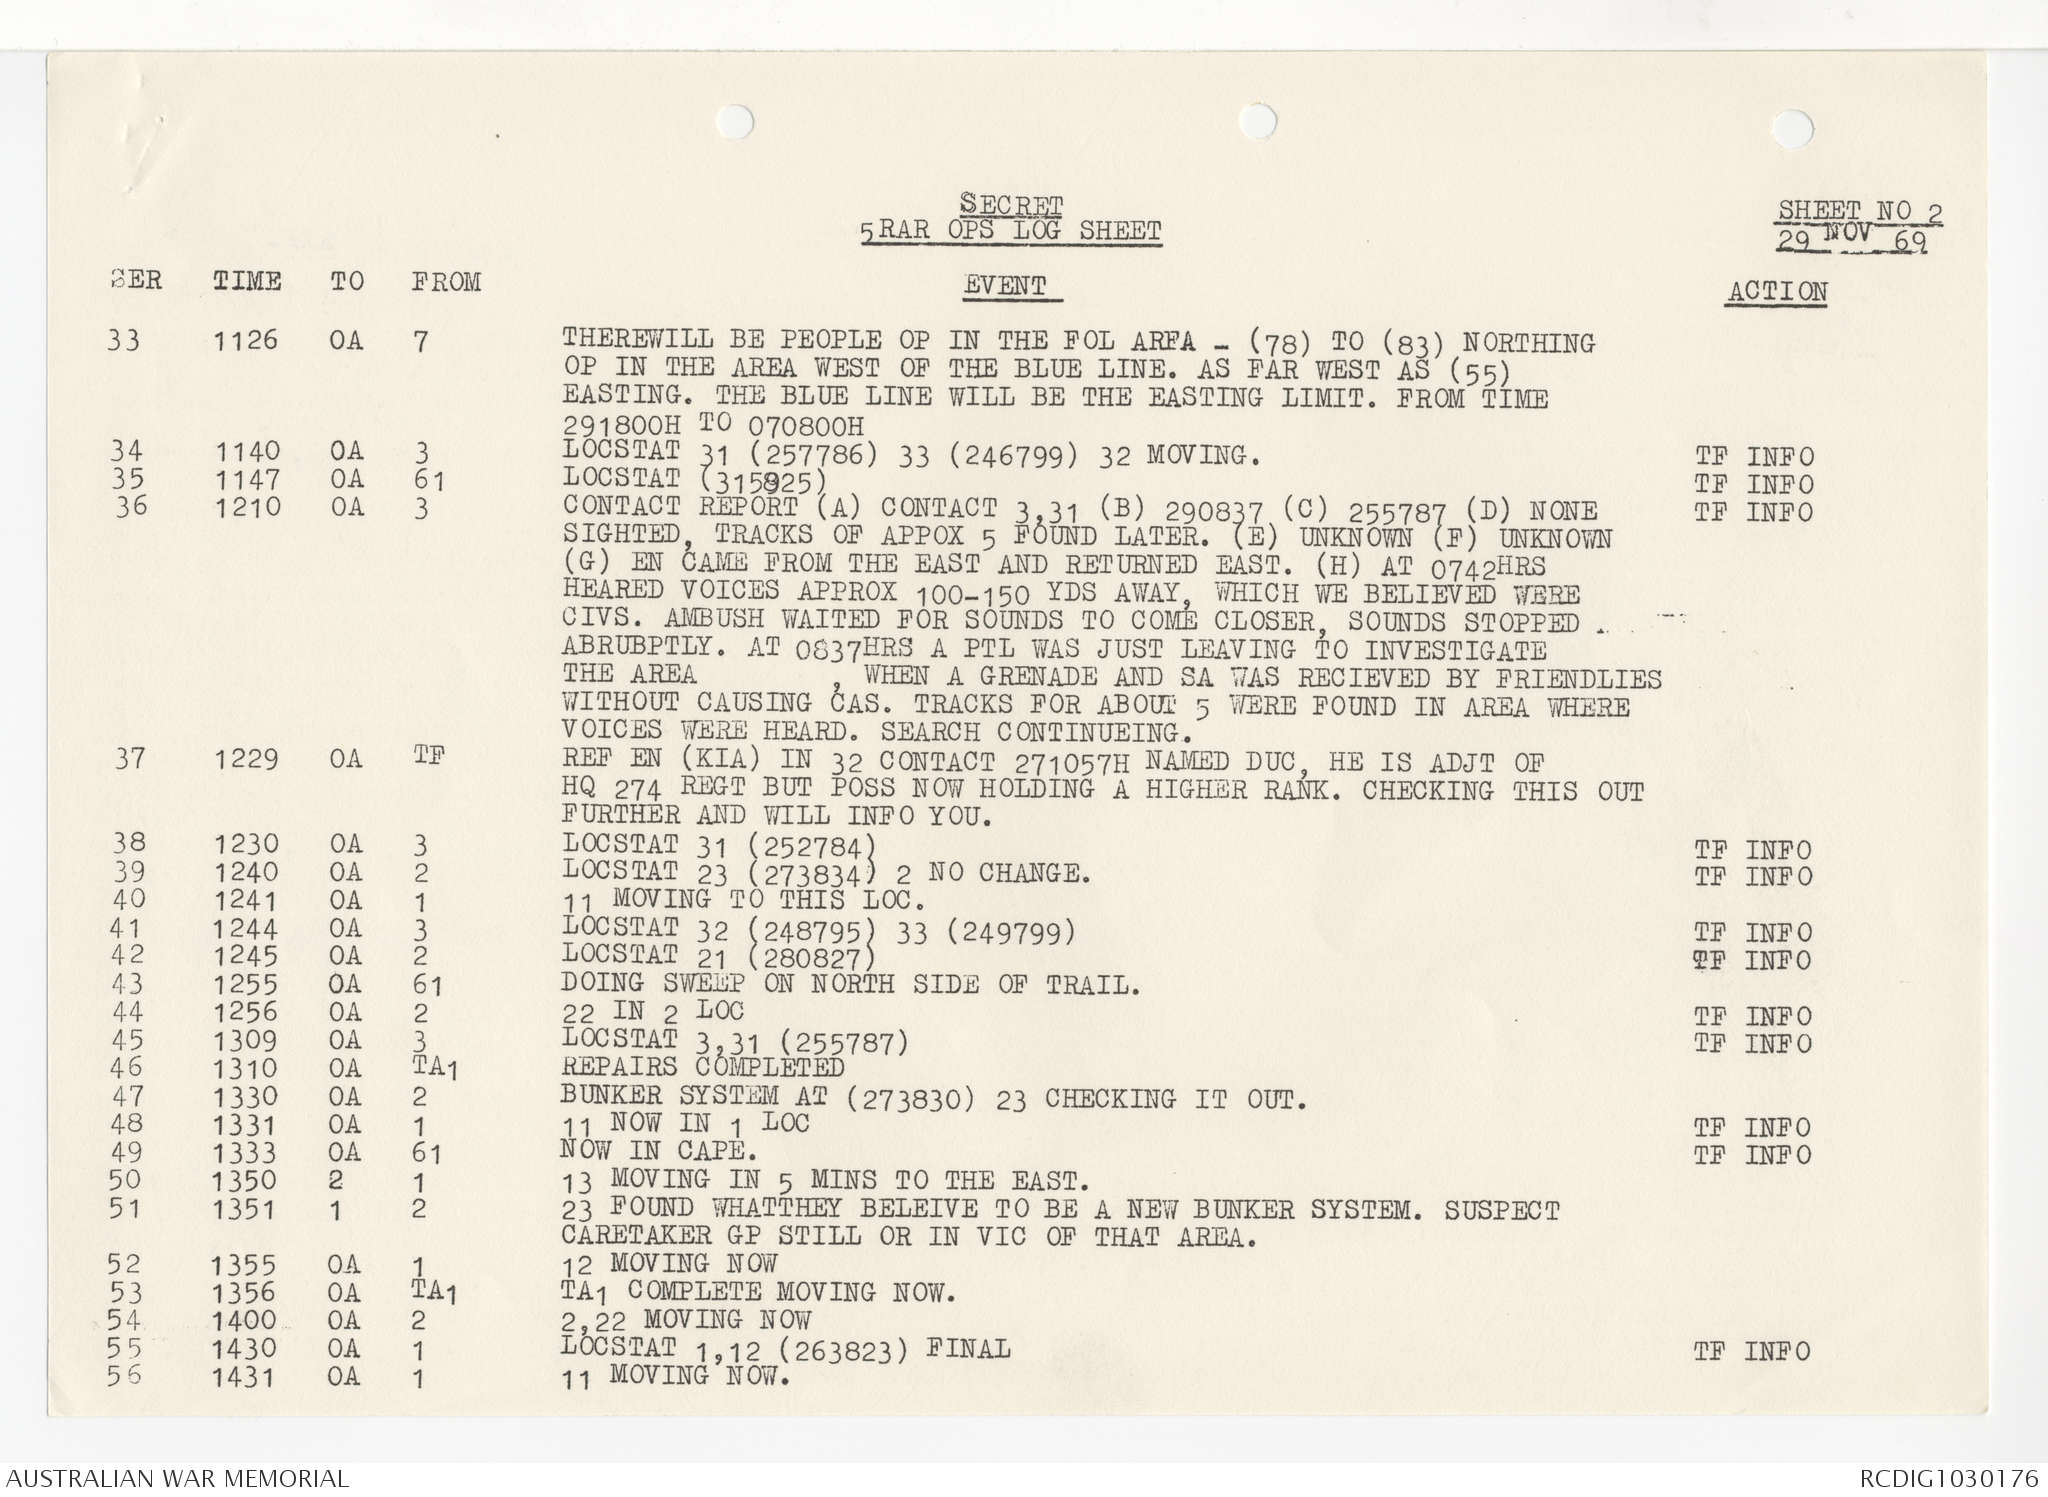 SECRET
5RAR OPS LOG SHEET
SHEET NO 2
29 NOV 69
SER TIME TO FROM EVENT ACTION
33 1126 OA 7 THEREWILL BE PEOPLE OP IN THE FOL AREA - (78) TO (83) NORTHING
OP IN THE AREA WEST OF THE BLUE LINE. AS FAR WEST AS (55)
EASTING. THE BLUE LINE WILL BE THE EASTING LIMIT. FROM TIME
291800H TO 070800H
34 1140 OA 3 LOCSTAT 31 (257786) 33 (246799) 32 MOVING. TF INFO
35 1147 OA 61 LOCSTAT (315925) TF INFO
36 1210 OA 3 CONTACT REPORT (A) CONTACT 3,31 (B) 290837 (C) 255787 (D) NONE TF INFO
SIGHTED, TRACKS OF APPOX 5 FOUND LATER. (E) UNKNOWN (F) UNKNOWN
(G) EN CAME FROM THE EAST AND RETURNED EAST. (H) AT 0742HRS
HEARED VOICES APPROX 100-150 YDS AWAY, WHICH WE BELIEVED WERE
CIVS. AMBUSH WAITED FOR SOUNDS TO COME CLOSER, SOUNDS STOPPED .
ABRUBPTLY. AT 0837HRS A PTL WAS JUST LEAVING TO INVESTIGATE
THE AREA , WHEN A GRENADE AND SA WAS RECIEVED BY FRIENDLIES
WITHOUT CAUSING CAS. TRACKS FOR ABOUT 5 WERE FOUND IN AREA WHERE
VOICES WERE HEARD. SEARCH CONTINUEING.
37 1229 OA TF REF EN (KIA) IN 32 CONTACT 271057H NAMED DUC, HE IS ADJT OF
HQ 274 REGT BUT POSS NOW HOLDING A HIGHER RANK. CHECKING THIS OUT
FURTHER AND WILL INFO YOU.
38 1230 OA 3 LOCSTAT 31 (252784) TF INFO
39 1240 OA 2 LOCSTAT 23 (273834) 2 NO CHANGE. TF INFO
40 1241 OA 1 11 MOVING TO THIS LOC.
41 1244 OA 3 LOCSTAT 32 (248795) 33 (249799) TF INFO
42 1245 OA 2 LOCSTAT 21 (280827) TF INFO
43 1255 OA 61 DOING SWEEP ON NORTH SIDE OF TRAIL.
44 1256 OA 2 22 IN 2 LOC TF INFO
45 1309 OA 3 LOCSTAT 3,31 (255787) TF INFO
46 1310 OA TA1 REPAIRS COMPLETED
47 1330 OA 2 BUNKER SYSTEM AT (273830) 23 CHECKING IT OUT.
48 1331 OA 1 11 NOW IN 1 LOC TF INFO
49 1333 OA 61 NOW IN CAPE. TF INFO
50 1350 2 1 13 MOVING IN 5 MINS TO THE EAST.
51 1351 1 2 23 FOUND WHATTHEY BELEIVE TO BE A NEW BUNKER SYSTEM. SUSPECT
CARETAKER GP STILL OR IN VIC OF THAT AREA.
52 1355 OA 1 12 MOVING NOW
53 1356 OA TA1 TA1 COMPLETE MOVING NOW.
54 1400 OA 2 2,22 MOVING NOW
55 1430 OA 1 LOCSTAT 1,12 (263823) FINAL TF INFO
56 1431 OA 1 11 MOVING NOW.
AUSTRALIAN WAR MEMORIAL RCDIG1030176